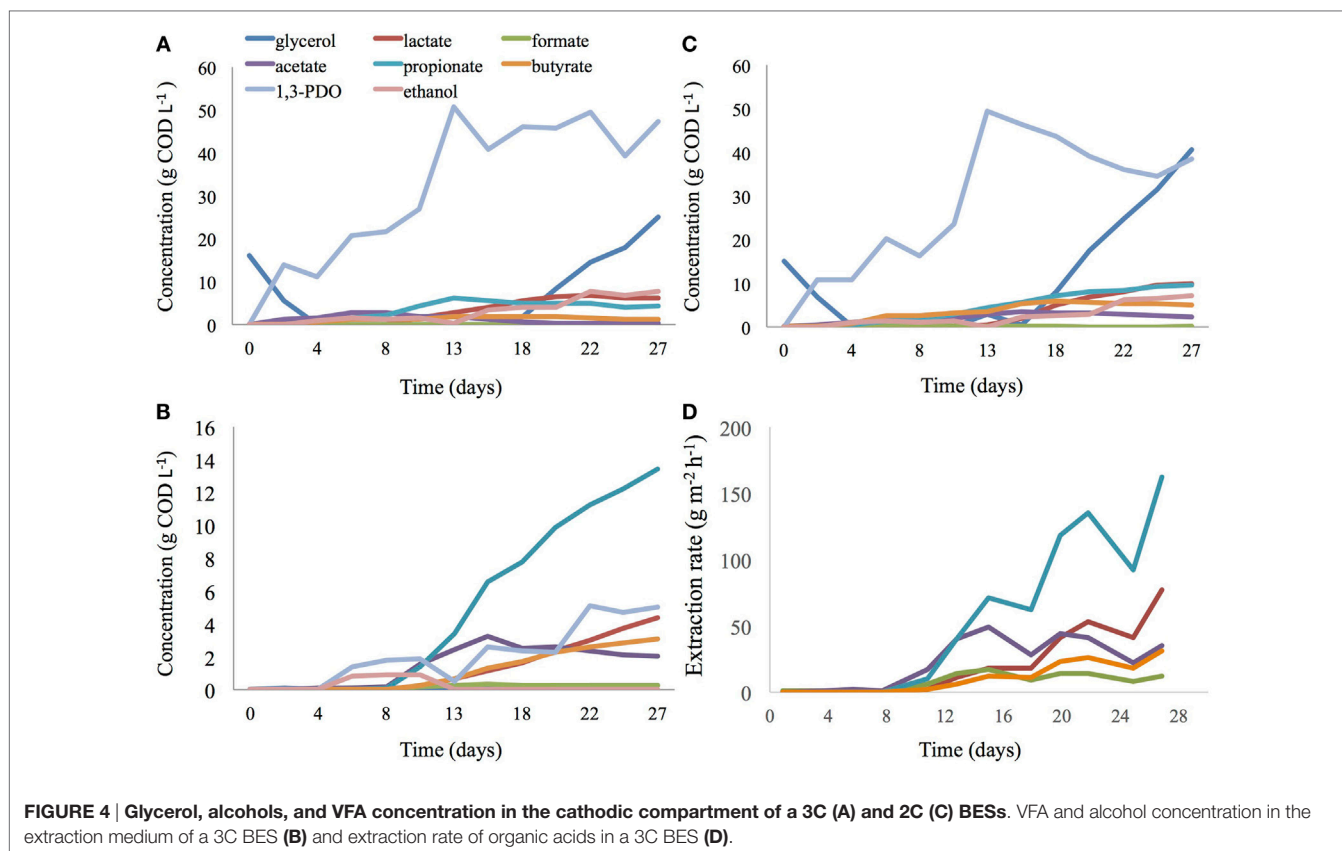 A
glycerol lactate formate
acetate propionate butyrate
1,3-PDO ethanol
60
50
40
30
20
10
0
Concentration (g COD L⁻¹)
0 4 8 13 18 22 27
Time (days)
C
60
50
40
30
20
10
0
Concentration (g COD L⁻¹)
0 4 8 13 18 22 27
Time (days)
B
16
14
12
10
8
6
4
2
0
Concentration (g COD L⁻¹)
0 4 8 13 18 22 27
Time (days)
D
200
150
100
50
0
Extraction rate (g m⁻² h⁻¹)
0 4 8 12 16 20 24 28
Time (days)
FIGURE 4 | Glycerol, alcohols, and VFA concentration in the cathodic compartment of a 3C (A) and 2C (C) BESs. VFA and alcohol concentration in the
extraction medium of a 3C BES (B) and extraction rate of organic acids in a 3C BES (D).